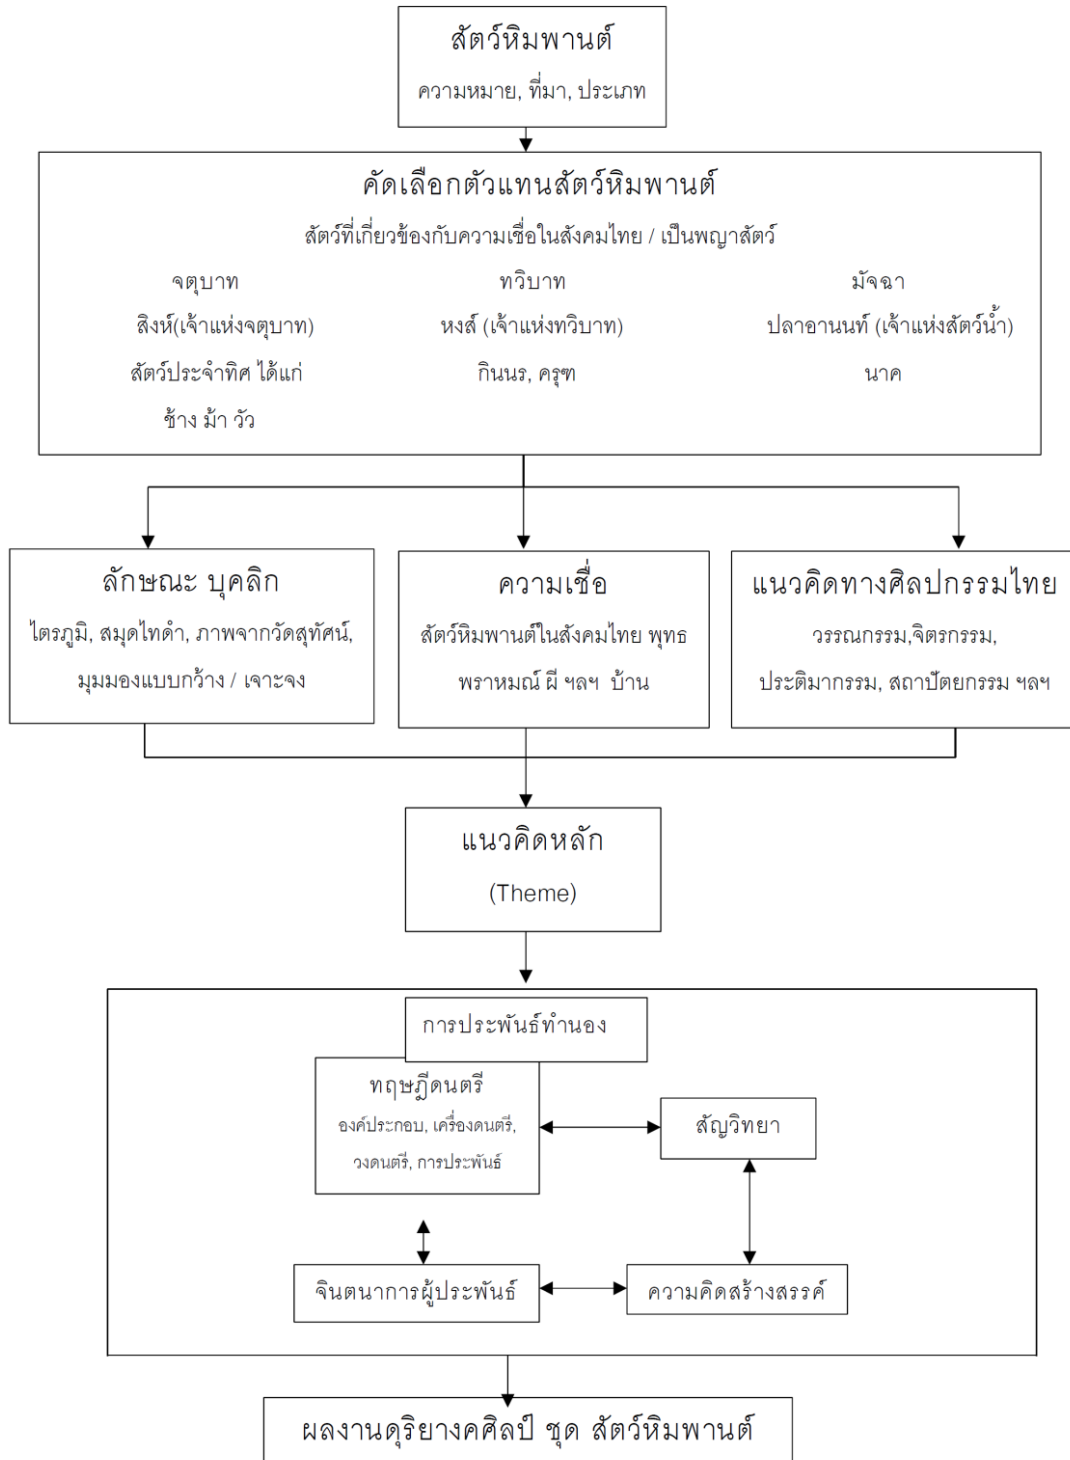 สัตว์หิมพานต์
ความหมาย, ที่มา, ประเภท
คัดเลือกตัวแทนสัตว์หิมพานต์
สัตว์ที่เกี่ยวข้องกับความเชื่อในสังคมไทย / เป็นพญาสัตว์
จตุบาท ทวิบาท มัจฉา
สิงห์(เจ้าแห่งจตุบาท) หงส์ (เจ้าแห่งทวิบาท) ปลาอานนท์ (เจ้าแห่งสัตว์น้ำ)
สัตว์ประจำทิศ ได้แก่ กินนร, ครุฑ นาค
ช้าง ม้า วัว
ลักษณะ บุคลิก
ไตรภูมิ, สมุดไทดำ, ภาพจากวัดสุทัศน์,
มุมมองแบบกว้าง / เจาะจง
ความเชื่อ
สัตว์หิมพานต์ในสังคมไทย พุทธ
พราหมณ์ ผี ฯลฯ บ้าน
แนวคิดทางศิลปกรรมไทย
วรรณกรรม,จิตรกรรม,
ประติมากรรม, สถาปัตยกรรม ฯลฯ
แนวคิดหลัก
(Theme)
การประพันธ์ทำนอง
ทฤษฎีดนตรี
องค์ประกอบ, เครื่องดนตรี,
วงดนตรี, การประพันธ์
สัญวิทยา
จินตนาการผู้ประพันธ์
ความคิดสร้างสรรค์
ผลงานดุริยางคศิลป์ ชุด สัตว์หิมพานต์